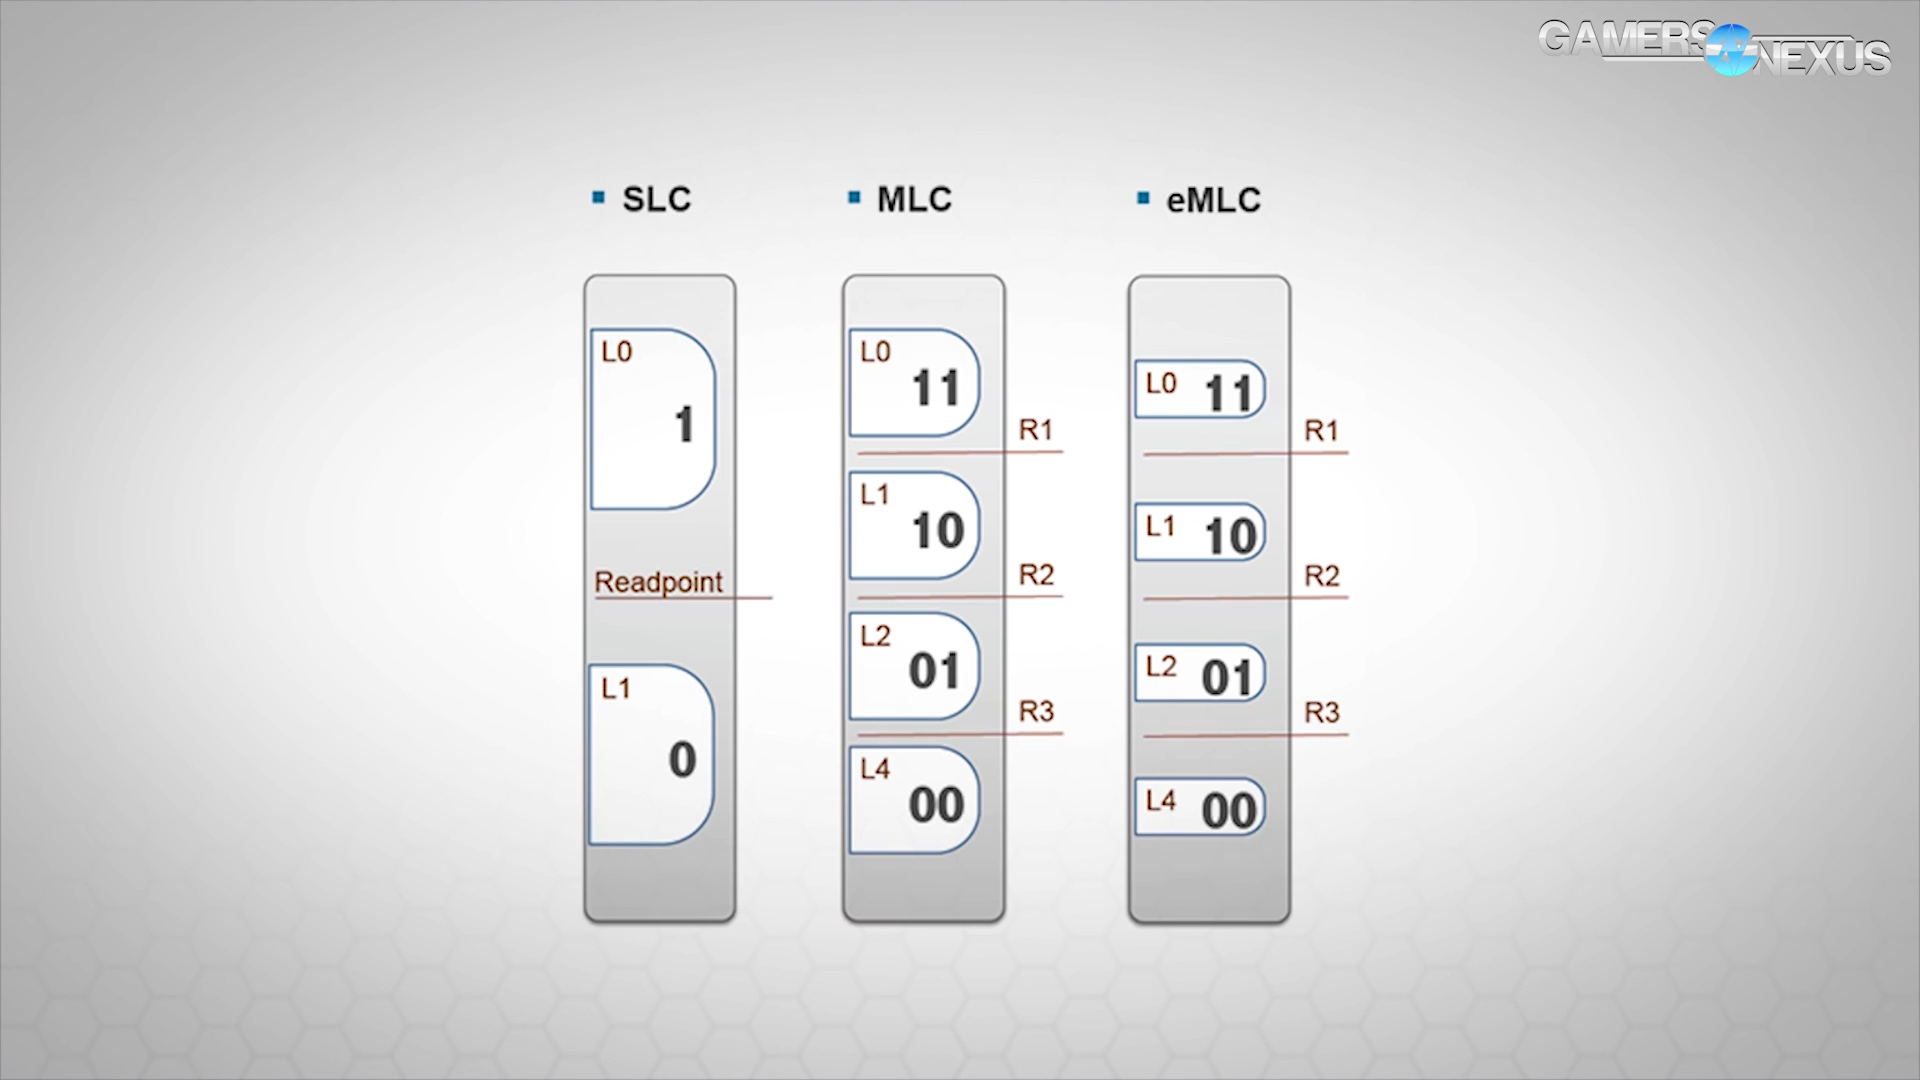 GAMERS NEXUS
SLC
MLC
eMLC
L0
1
Readpoint
L1
0
L0
11
R1
L1
10
R2
L2
01
R3
L4
00
L0
11
R1
L1
10
R2
L2
01
R3
L4
00